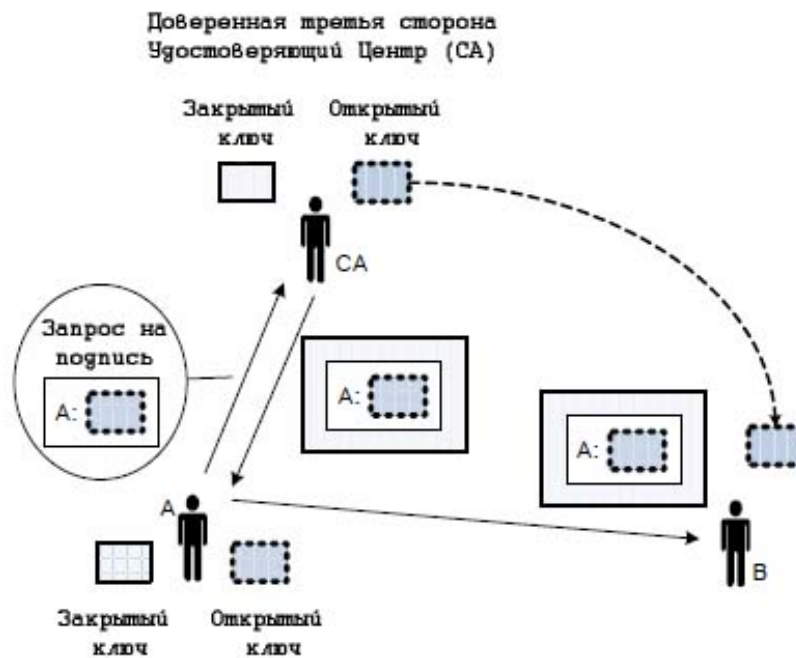 Доверенная третья сторона
Удостоверяющий Центр (CA)
Закрытый
ключ
Открытый
ключ
CA
Запрос на
подпись
A:
A:
A:
A
B
Закрытый
ключ
Открытый
ключ